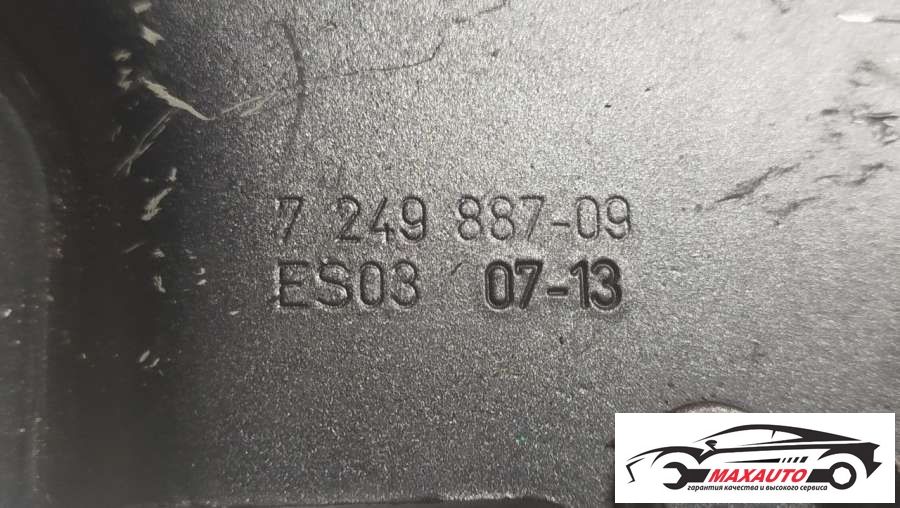 7 249 887-09
ES03 07-13
MAXAUTO
гарантия качества и высокого сервиса